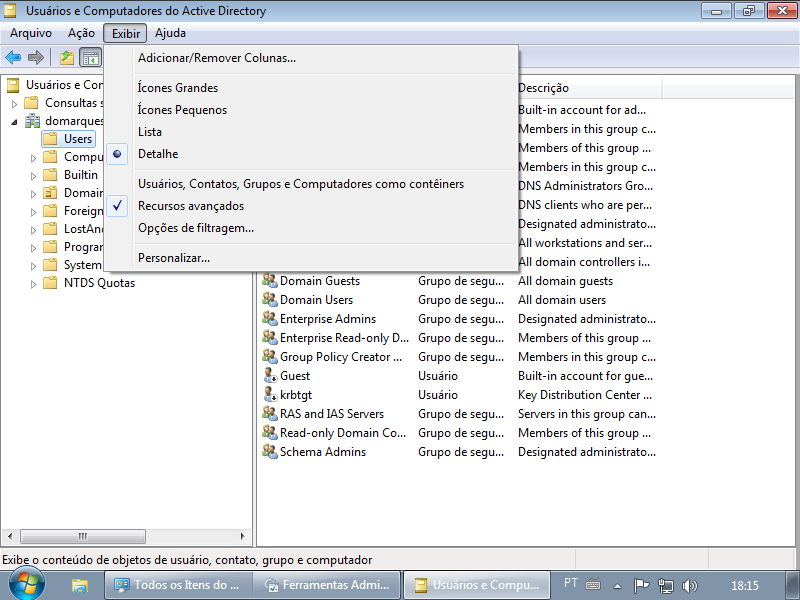 Usuários e Computadores do Active Directory
Arquivo Ação Exibir Ajuda
Adicionar/Remover Colunas...
Ícones Grandes
Ícones Pequenos
Lista
Detalhe
Usuários, Contatos, Grupos e Computadores como contêiners
Recursos avançados
Opções de filtragem...
Personalizar...
Usuários e Con
Consultas s
domarques
Users
Compu
Builtin
Domain
Foreign
LostAnd
Program
System
NTDS Quotas
Descrição
Built-in account for ad...
Members in this group c...
Members of this group ...
Members in this group c...
DNS Administrators Gro...
DNS clients who are per...
Designated administrato...
All workstations and ser...
All domain controllers i...
Domain Guests Grupo de segu... All domain guests
Domain Users Grupo de segu... All domain users
Enterprise Admins Grupo de segu... Designated administrato...
Enterprise Read-only D... Grupo de segu... Members of this group ...
Group Policy Creator ... Grupo de segu... Members in this group c...
Guest Usuário Built-in account for gue...
krbtgt Usuário Key Distribution Center ...
RAS and IAS Servers Grupo de segu... Servers in this group can...
Read-only Domain Co... Grupo de segu... Members of this group ...
Schema Admins Grupo de segu... Designated administrato...
Exibe o conteúdo de objetos de usuário, contato, grupo e computador
Todos os Itens do ... Ferramentas Admi... Usuários e Compu... PT 18:15